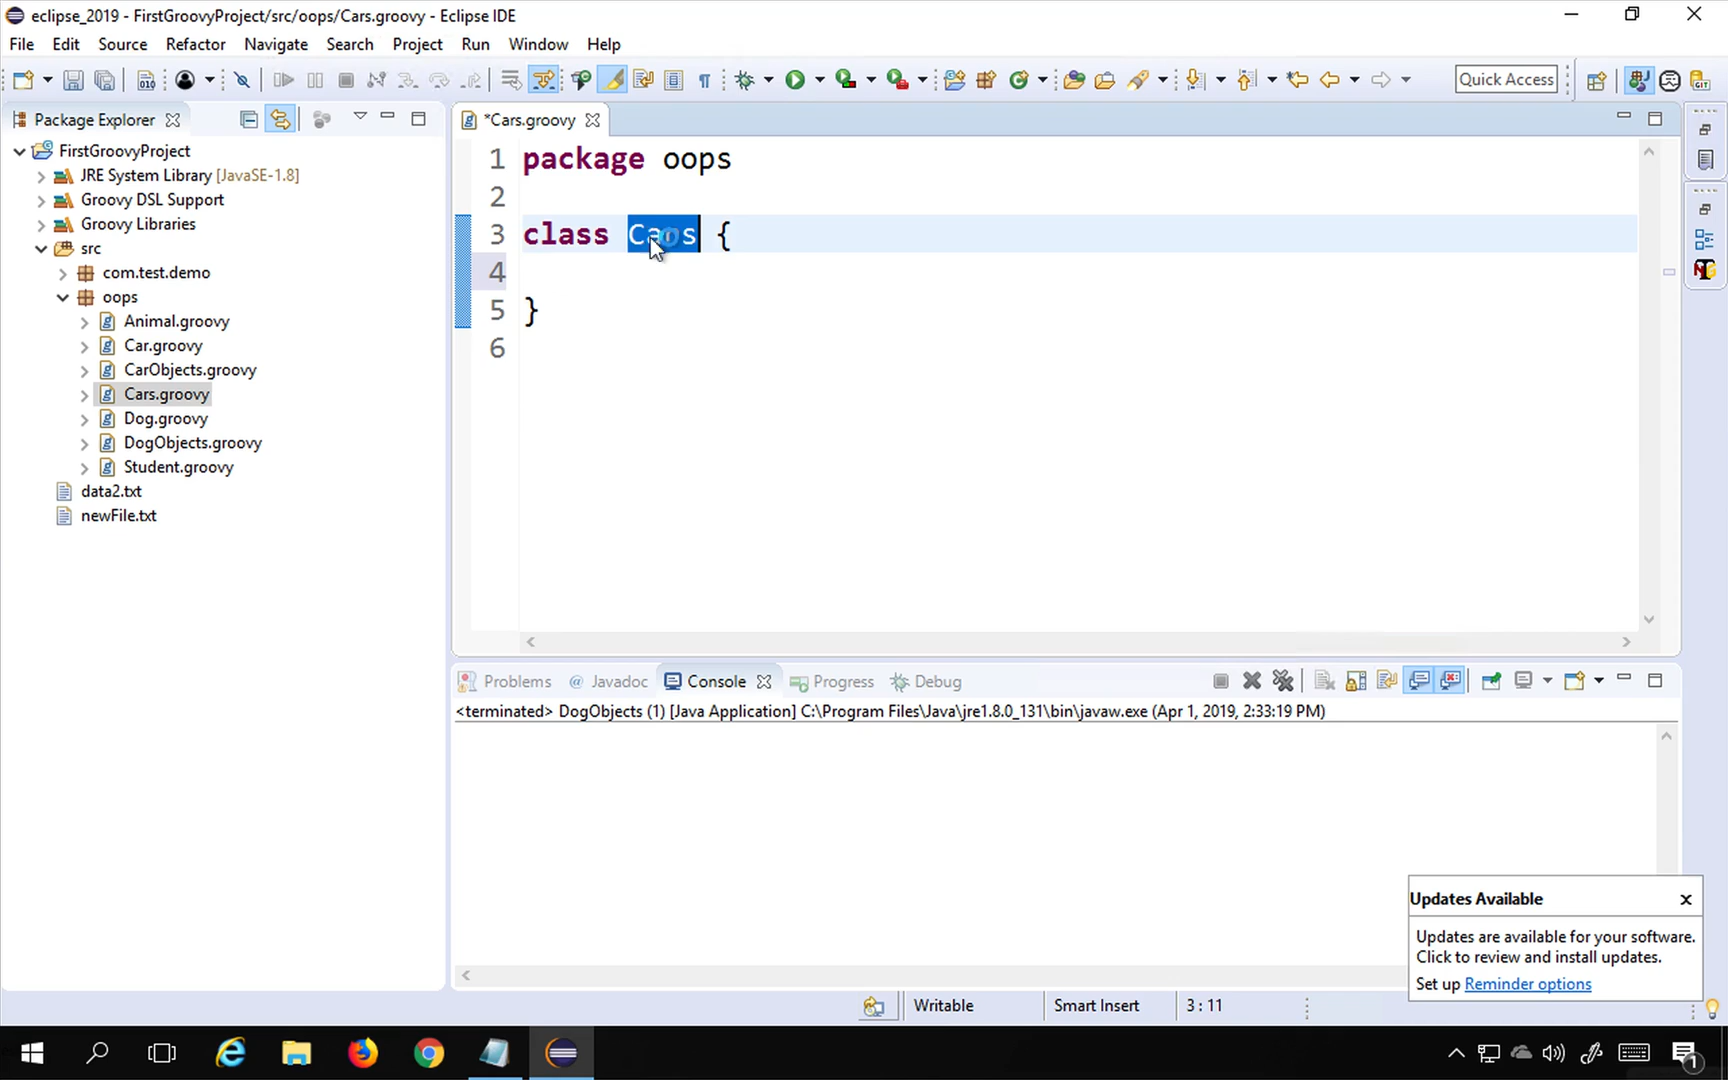 eclipse_2019 - FirstGroovyProject/src/oops/Cars.groovy - Eclipse IDE
File Edit Source Refactor Navigate Search Project Run Window Help
Quick Access
Package Explorer
FirstGroovyProject
JRE System Library [JavaSE-1.8]
Groovy DSL Support
Groovy Libraries
src
com.test.demo
oops
Animal.groovy
Car.groovy
CarObjects.groovy
Cars.groovy
Dog.groovy
DogObjects.groovy
Student.groovy
data2.txt
newFile.txt
*Cars.groovy
1 package oops
2
3 class Cars {
4
5 }
6
Problems @ Javadoc Console Progress Debug
<terminated> DogObjects (1) [Java Application] C:\Program Files\Java\jre1.8.0_131\bin\javaw.exe (Apr 1, 2019, 2:33:19 PM)
Updates Available
Updates are available for your software.
Click to review and install updates.
Set up Reminder options
Writable Smart Insert 3 : 11
1